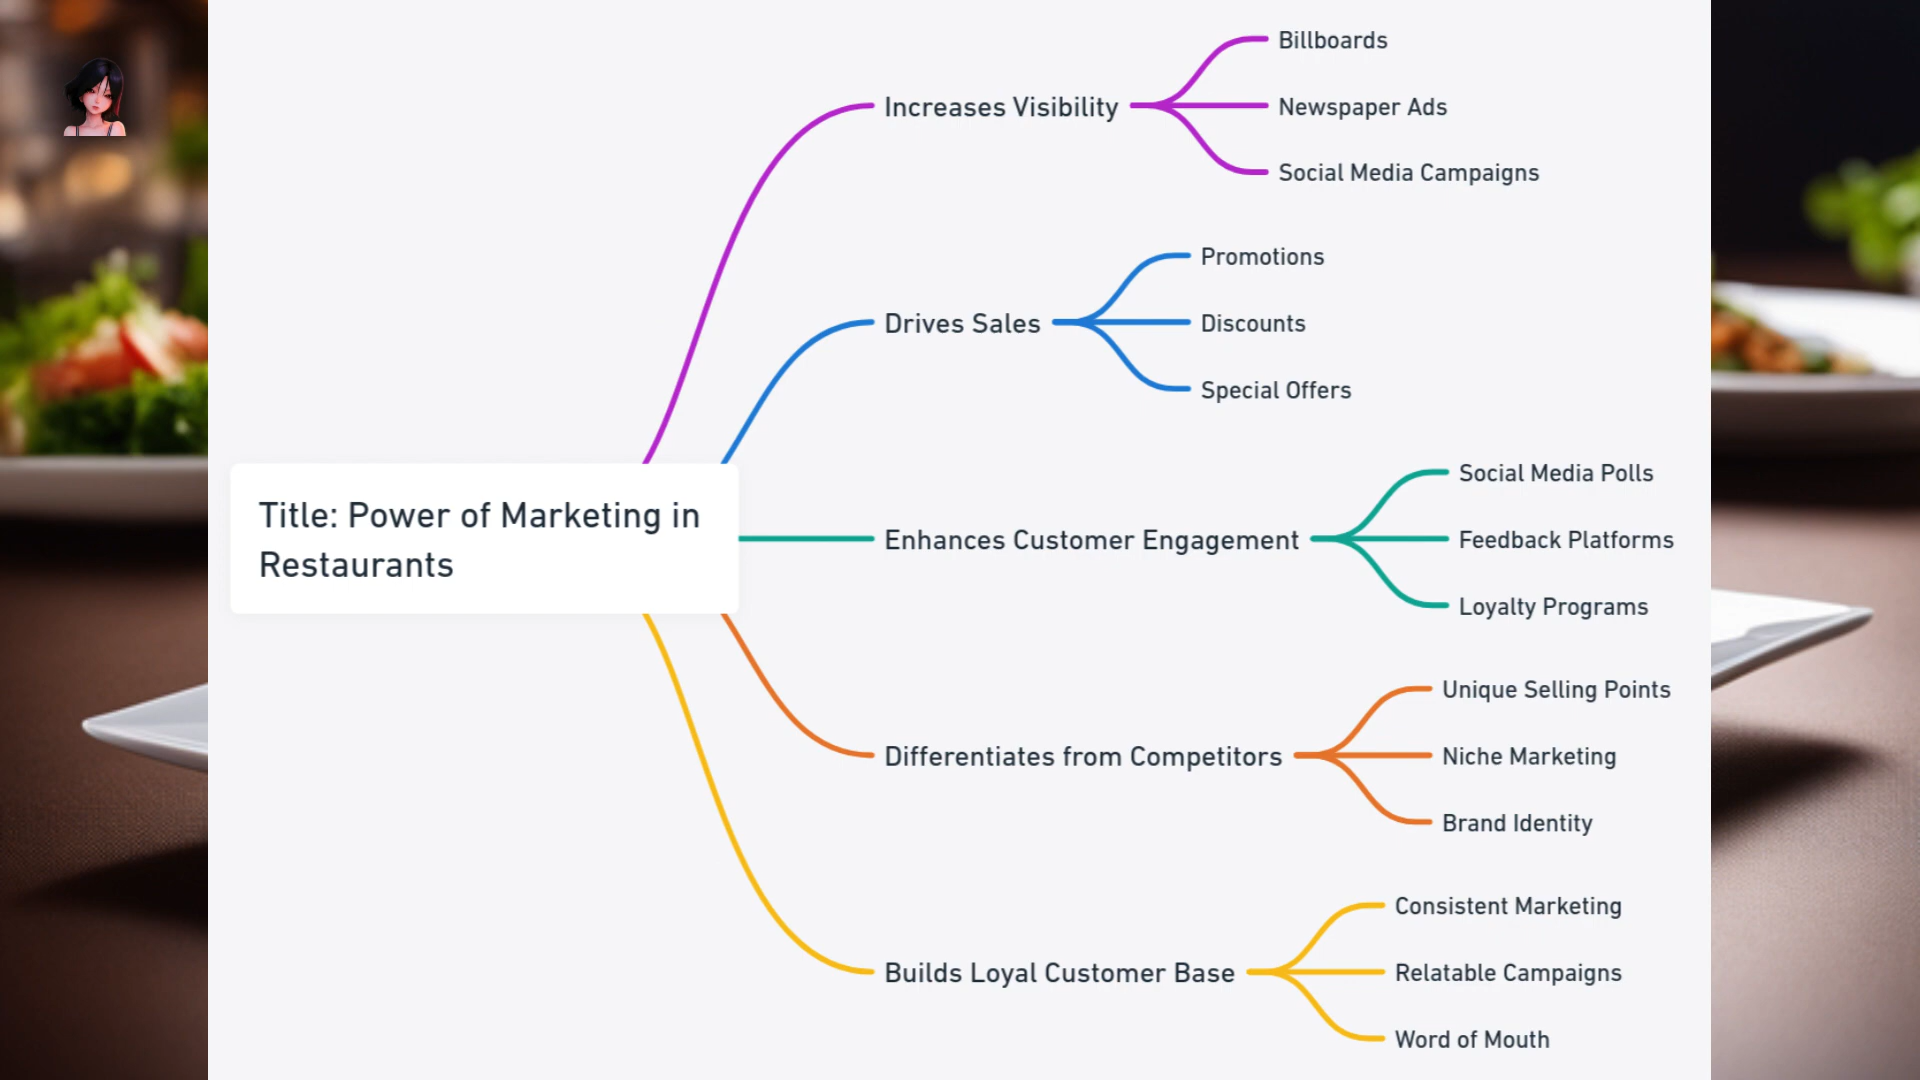 Title: Power of Marketing in
Restaurants
Increases Visibility
Billboards
Newspaper Ads
Social Media Campaigns
Drives Sales
Promotions
Discounts
Special Offers
Enhances Customer Engagement
Social Media Polls
Feedback Platforms
Loyalty Programs
Differentiates from Competitors
Unique Selling Points
Niche Marketing
Brand Identity
Builds Loyal Customer Base
Consistent Marketing
Relatable Campaigns
Word of Mouth